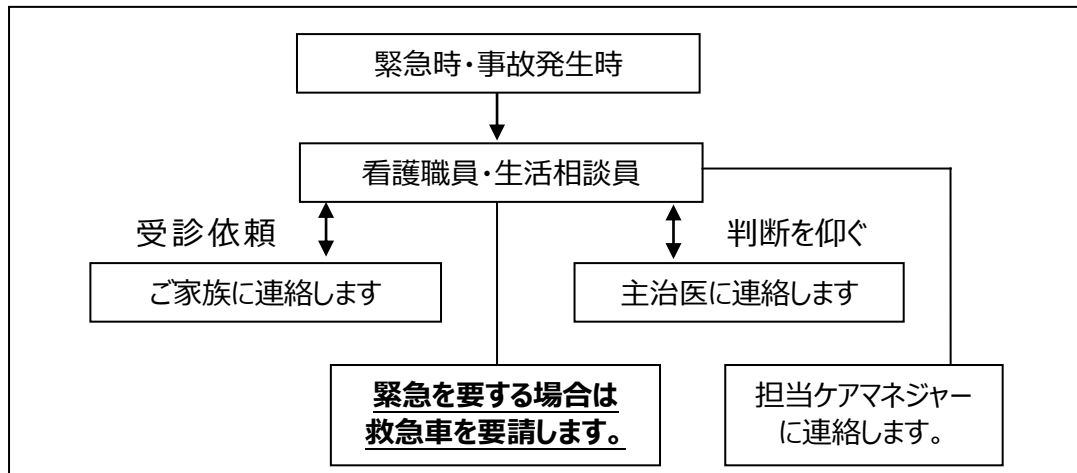 緊急時・事故発生時
看護職員・生活相談員
受診依頼
判断を仰ぐ
ご家族に連絡します
主治医に連絡します
緊急を要する場合は
救急車を要請します。
担当ケアマネジャー
に連絡します。